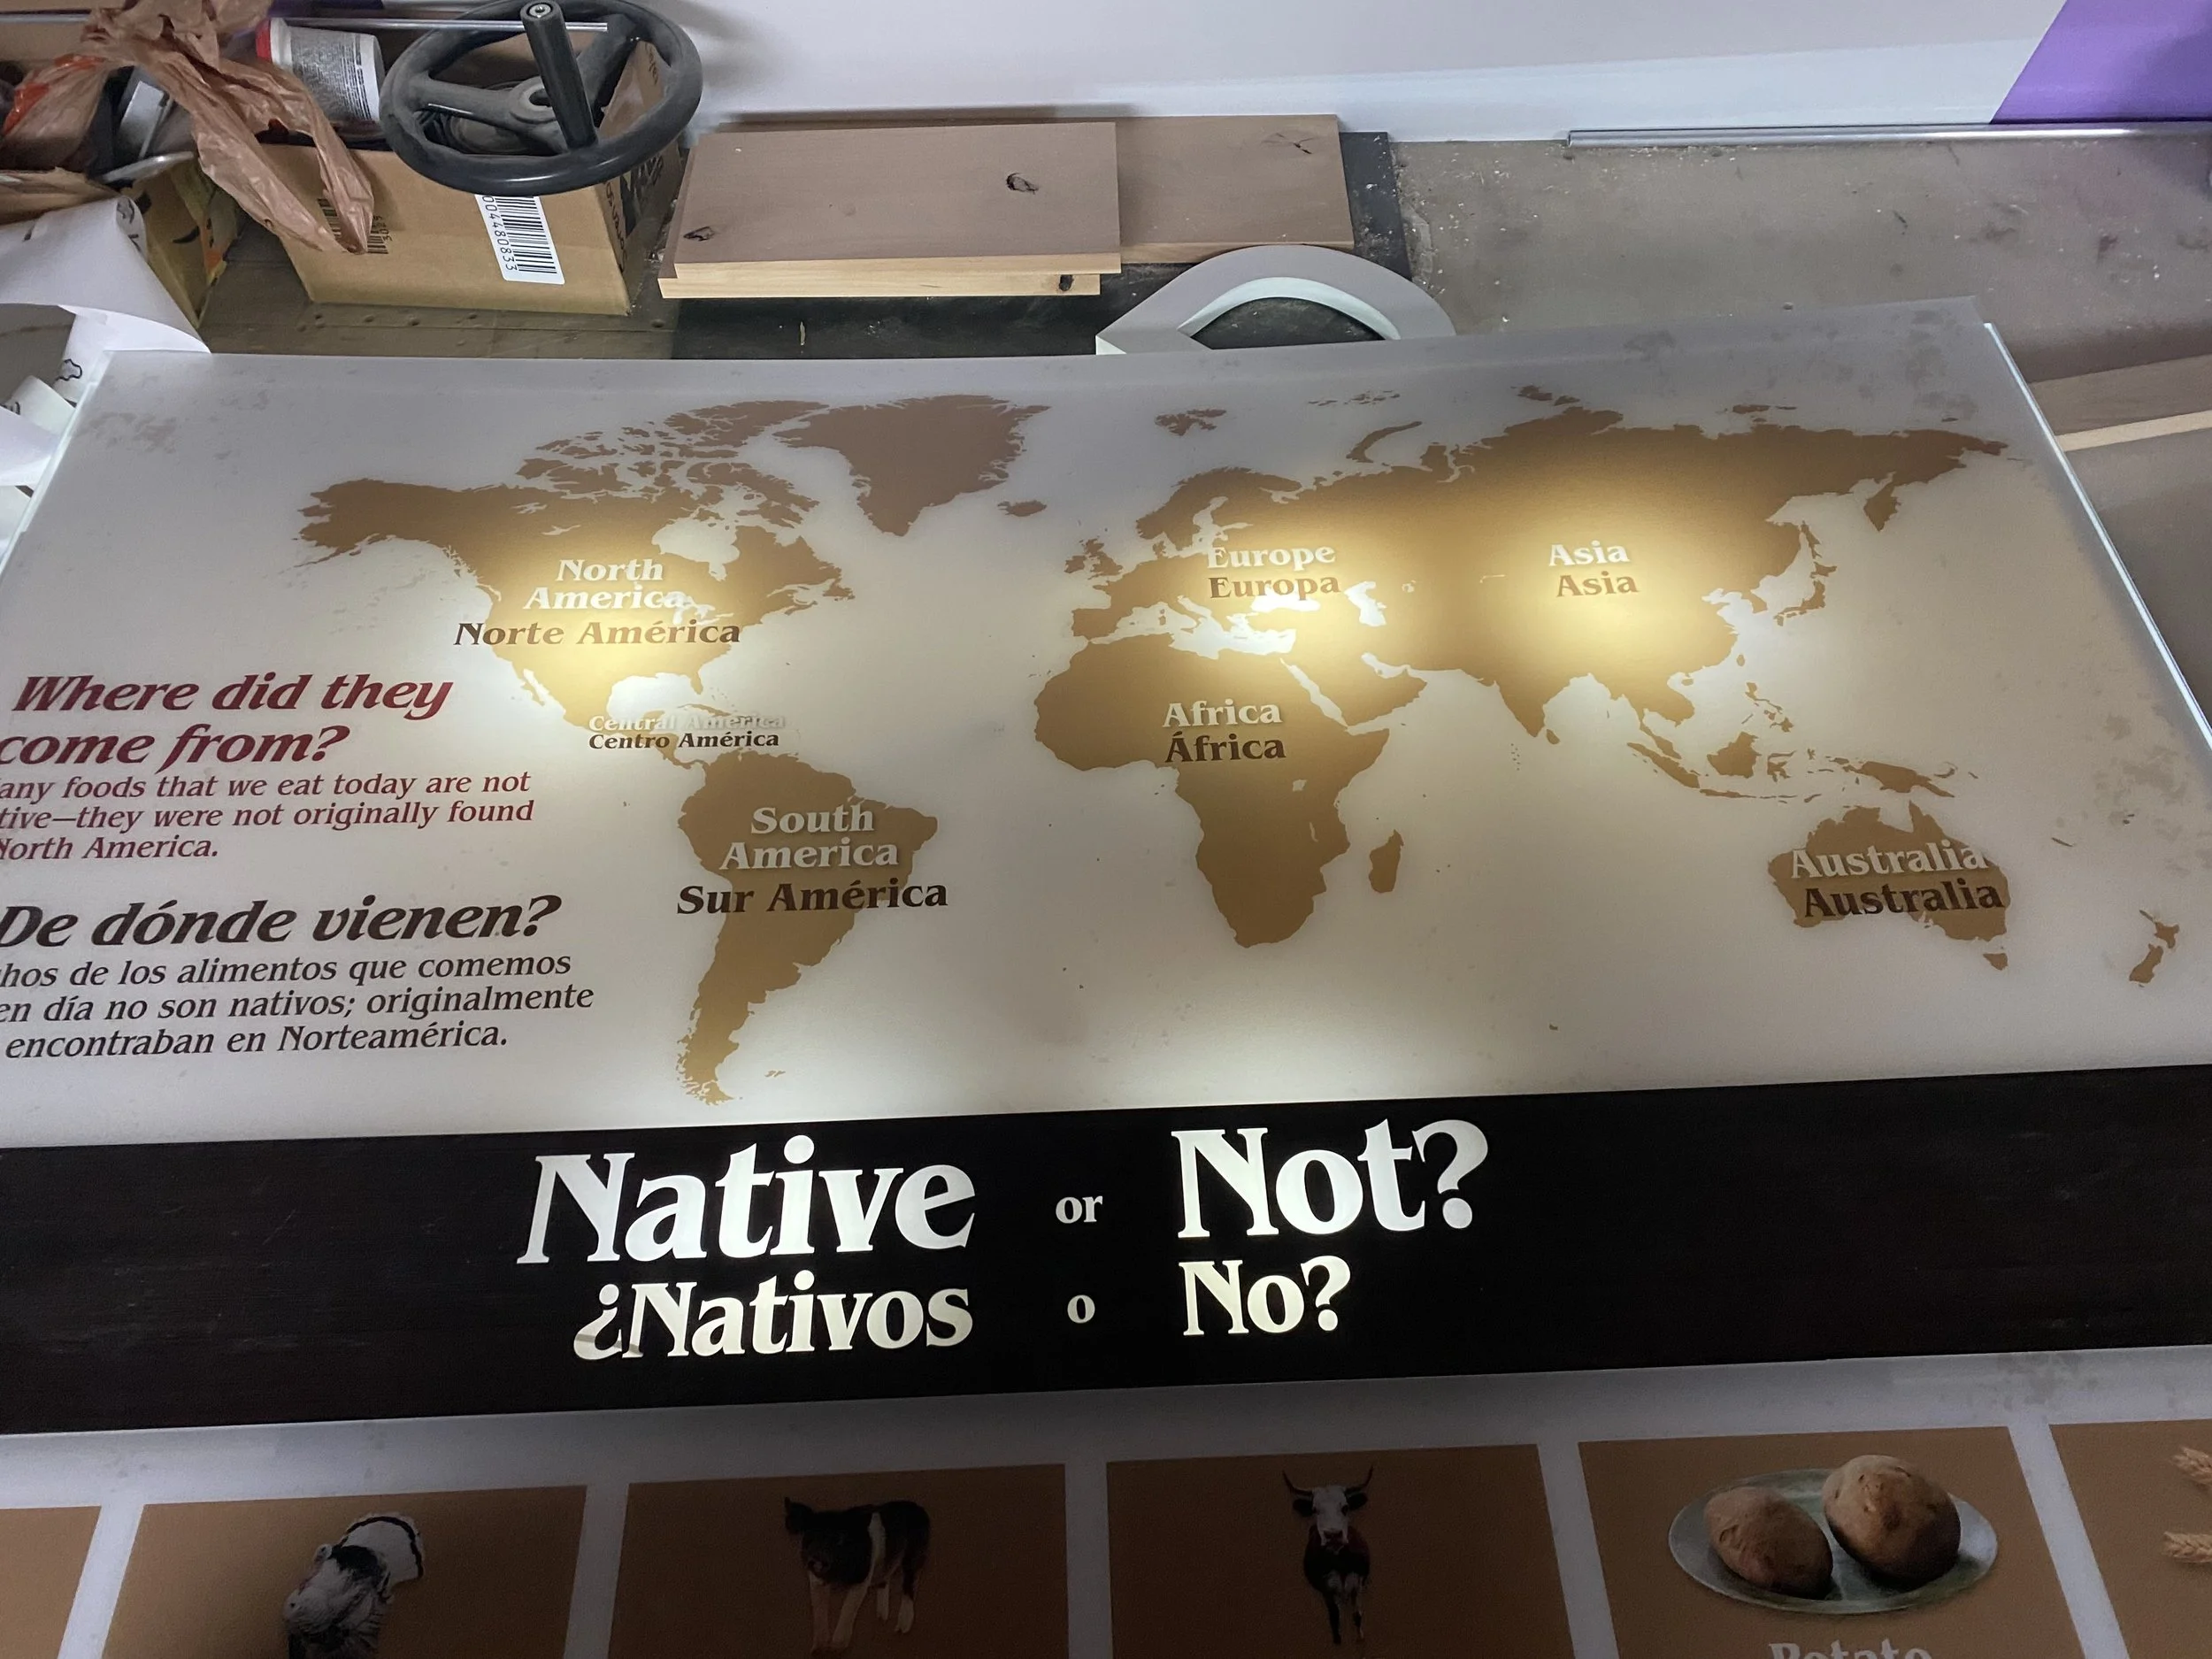 00480833
North
America
Norte América
Europe
Europa
Asia
Asia
Central America
Centro América
Africa
África
South
America
Sur América
Australia
Australia
Where did they
come from?
any foods that we eat today are not
tive—they were not originally found
North America.
De dónde vienen?
hos de los alimentos que comemos
en día no son nativos; originalmente
encontraban en Norteamérica.
Native or Not?
¿Nativos o No?
Potato